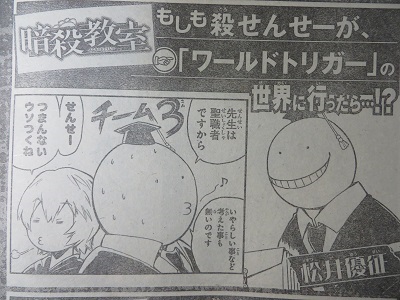 暗殺教室
もしも殺せんせーが、
☞「ワールドトリガー」の
世界に行ったら…!?
チーム3
先生は
聖職者
ですから
♪
いやらしい事など
考えた事も
無いのです
せんせー
つまんない
ウソつくね
松井優征